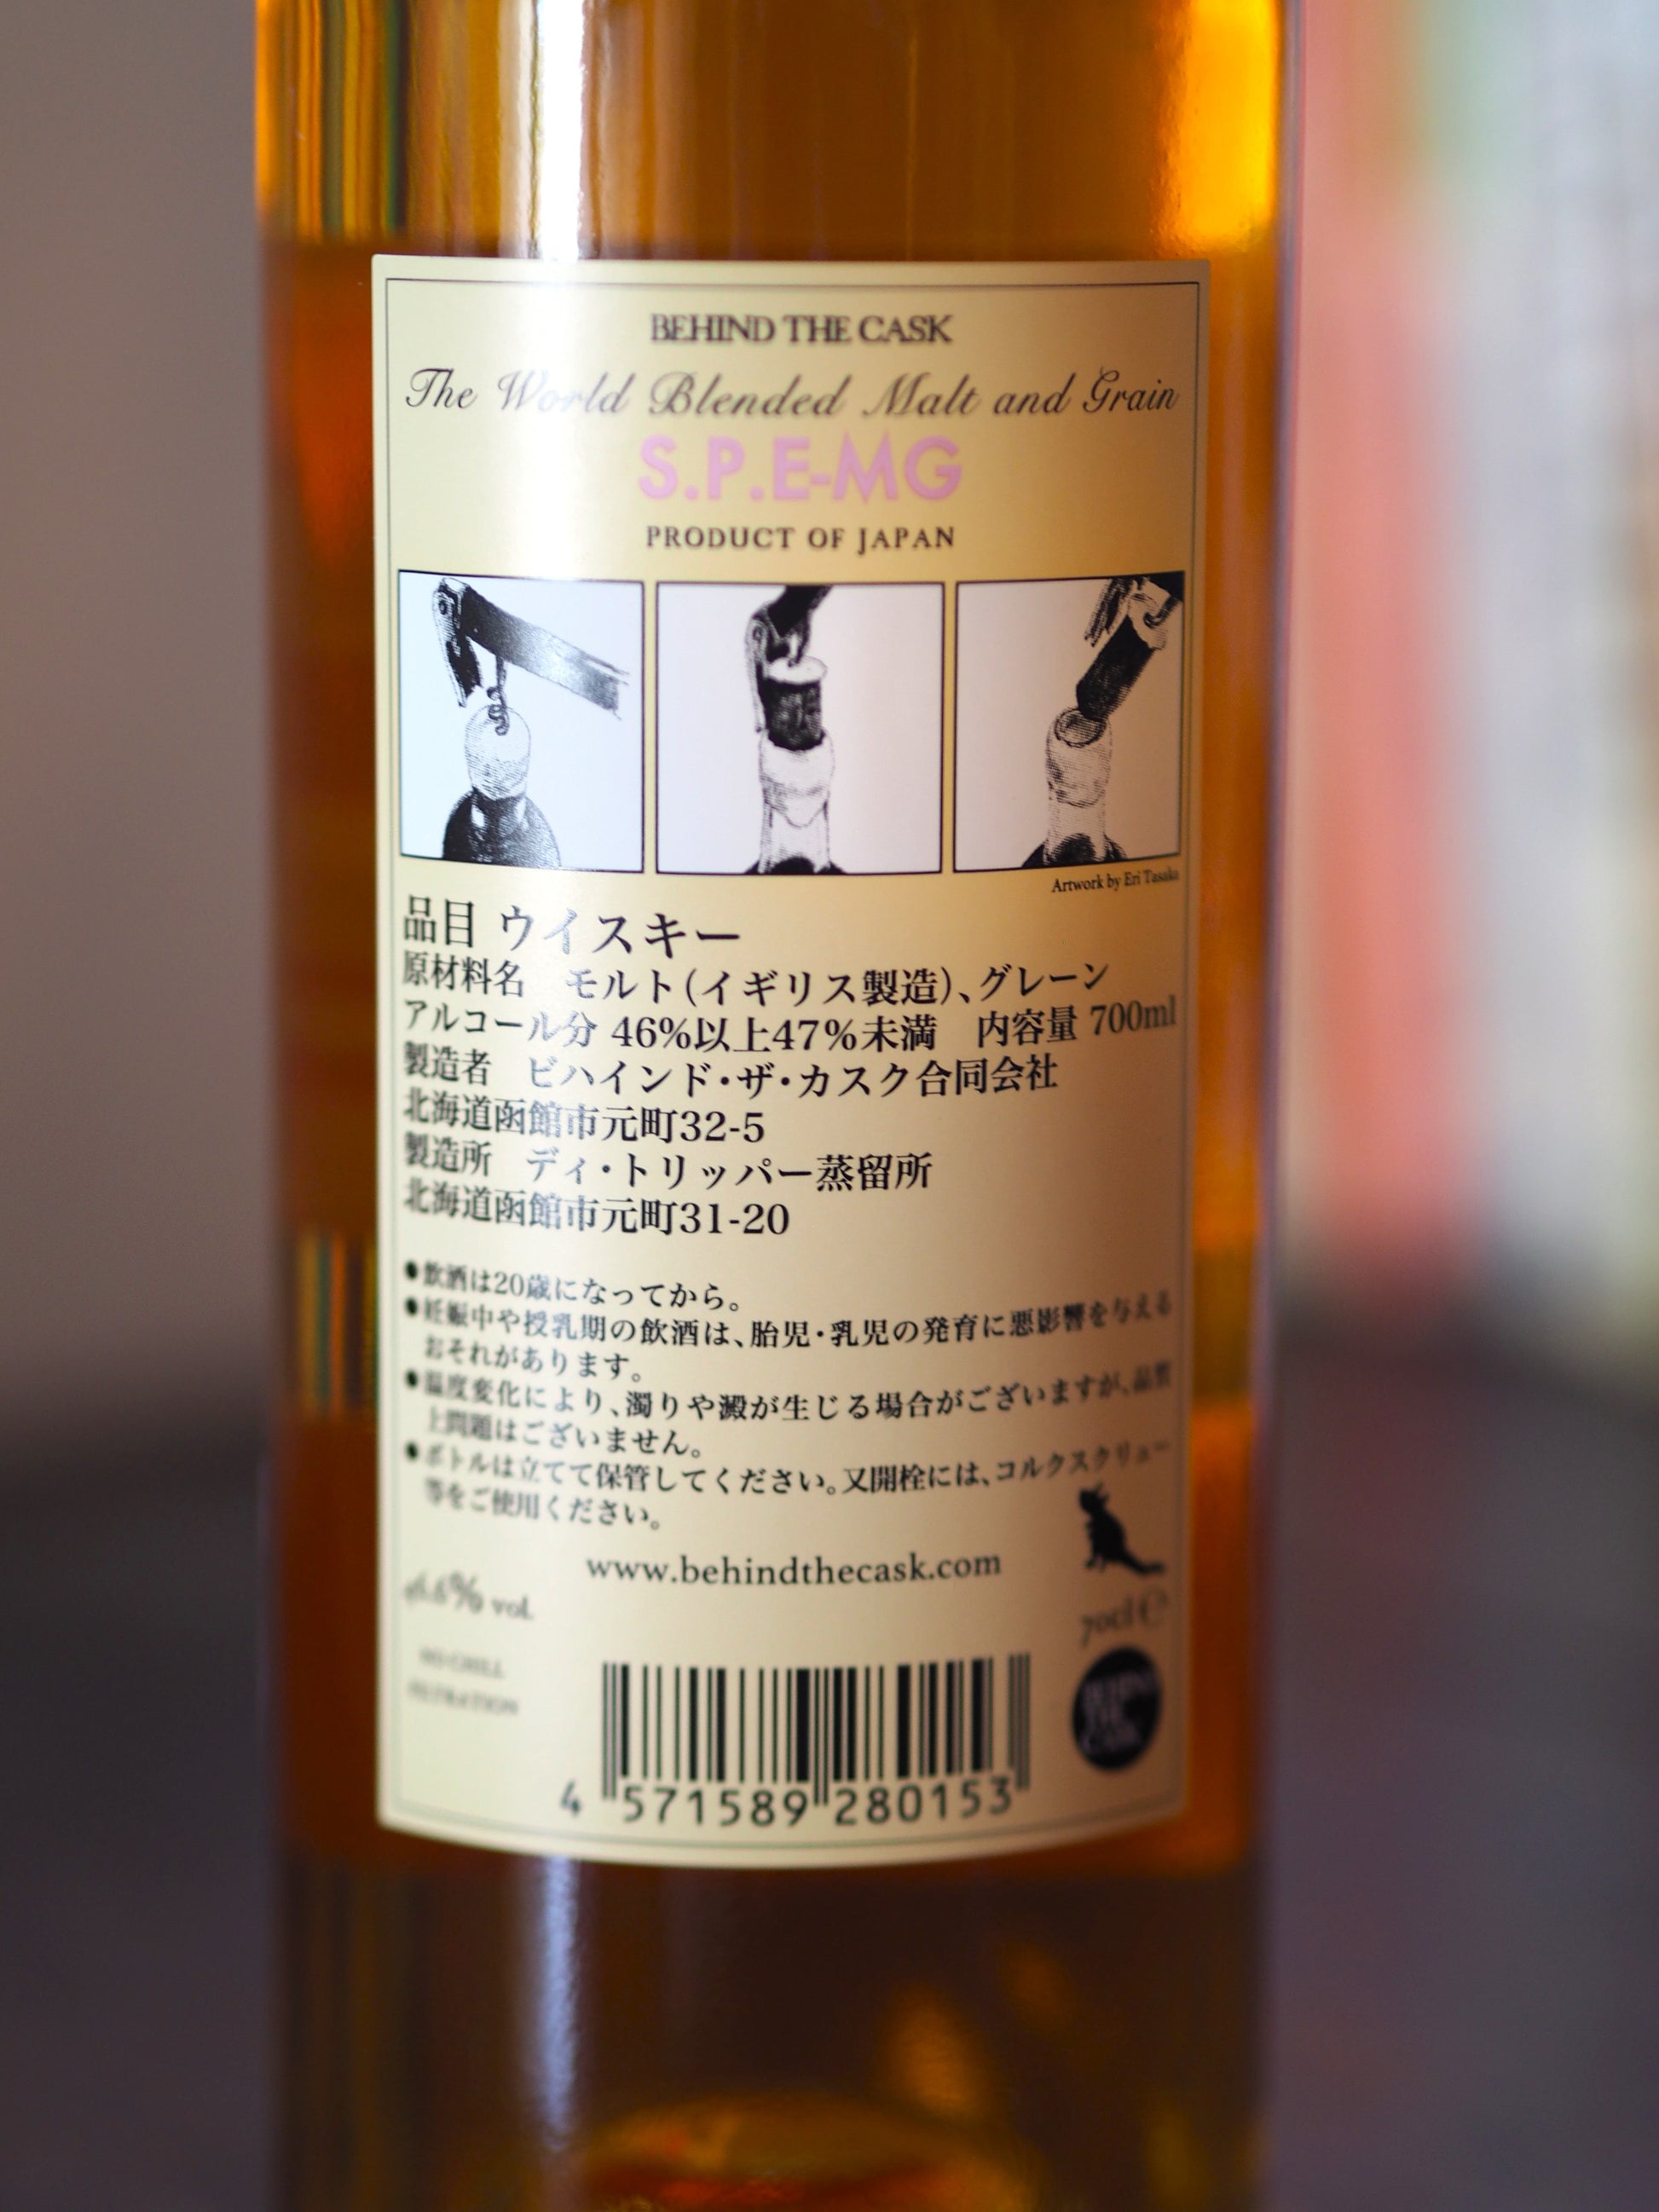 BEHIND THE CASK
The World Blended Malt and Grain
S.P.E-MG
PRODUCT OF JAPAN
Artwork by Eri Tasaka
品目 ウイスキー
原材料名　モルト(イギリス製造)、グレーン
アルコール分 46%以上47%未満　内容量 700ml
製造者　ビハインド・ザ・カスク合同会社
北海道函館市元町32-5
製造所　ディ・トリッパー蒸留所
北海道函館市元町31-20
●飲酒は20歳になってから。
●妊娠中や授乳期の飲酒は、胎児・乳児の発育に悪影響を与える
おそれがあります。
●温度変化により、濁りや澱が生じる場合がございますが、品質
上問題はございません。
●ボトルは立てて保管してください。又開栓には、コルクスクリュー
等をご使用ください。
www.behindthecask.com
% vol.
70cl ℮
NO CHILL
FILTRATION
BEHIND
THE
CASK
4 571589 280153